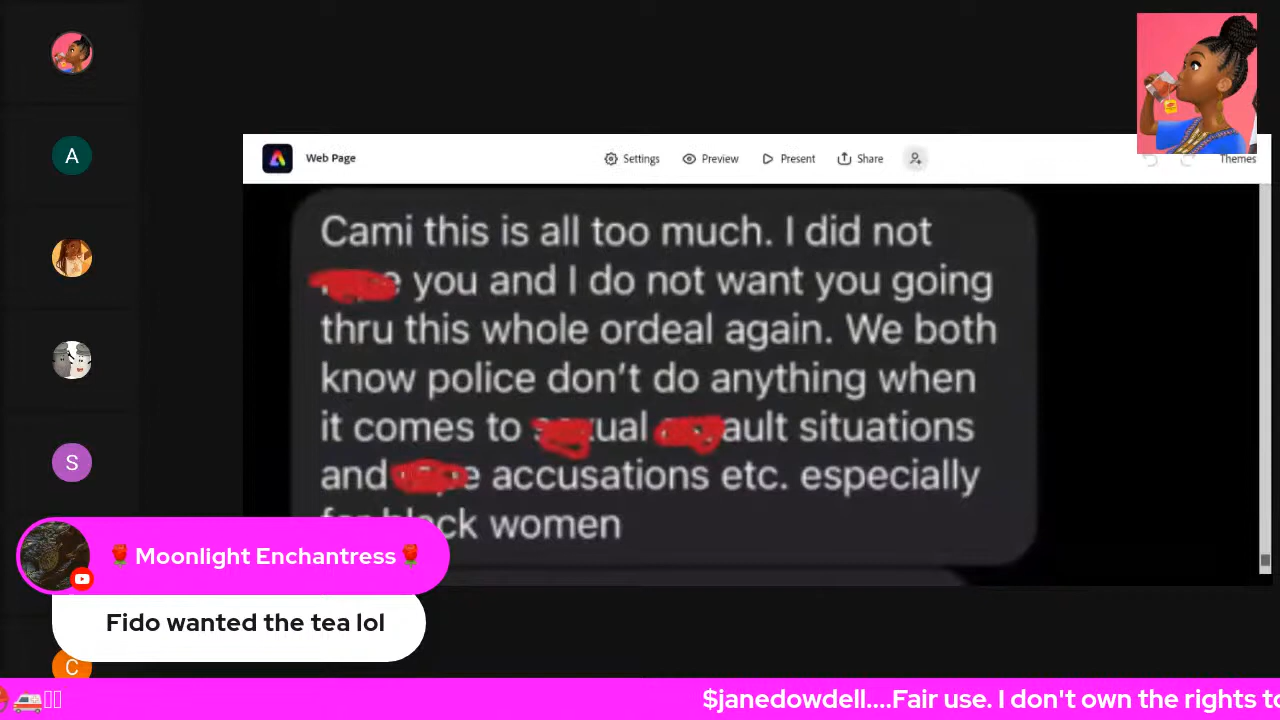 A
S
C
Web Page
Settings
Preview
Present
Share
Themes
Cami this is all too much. I did not
you and I do not want you going
thru this whole ordeal again. We both
know police don't do anything when
it comes to ual ault situations
and accusations etc. especially
for black women
🌹Moonlight Enchantress🌹
Fido wanted the tea lol
$janedowdell....Fair use. I don't own the rights to